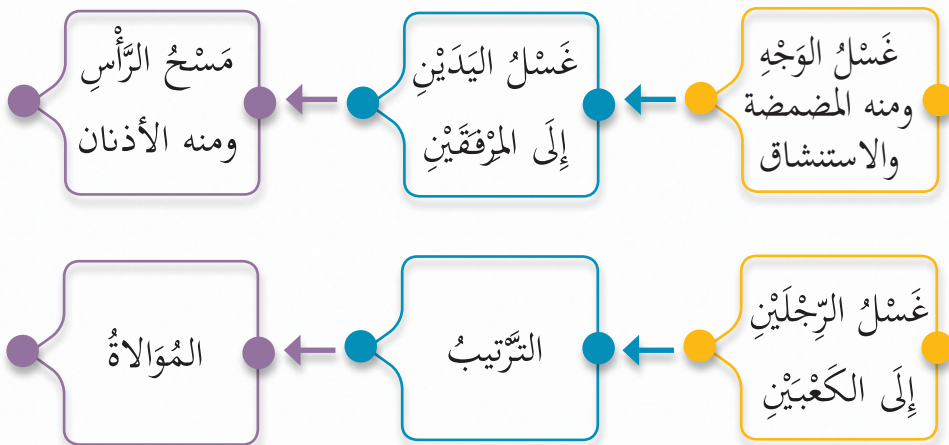 غَسْلُ الوَجْهِ
ومنه المضمضة
والاستنشاق
غَسْلُ اليَدَيْنِ
إِلَى المِرْفَقَيْنِ
مَسْحُ الرَّأْسِ
ومنه الأذنان
غَسْلُ الرِّجْلَيْنِ
إِلَى الكَعْبَيْنِ
التَّرْتِيبُ
المُوَالاةُ